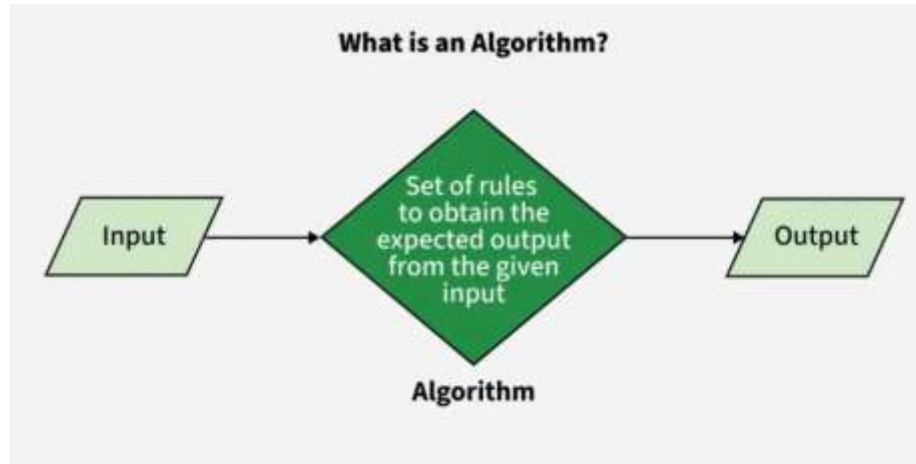 What is an Algorithm?
Input
Set of rules
to obtain the
expected output
from the given
input
Output
Algorithm